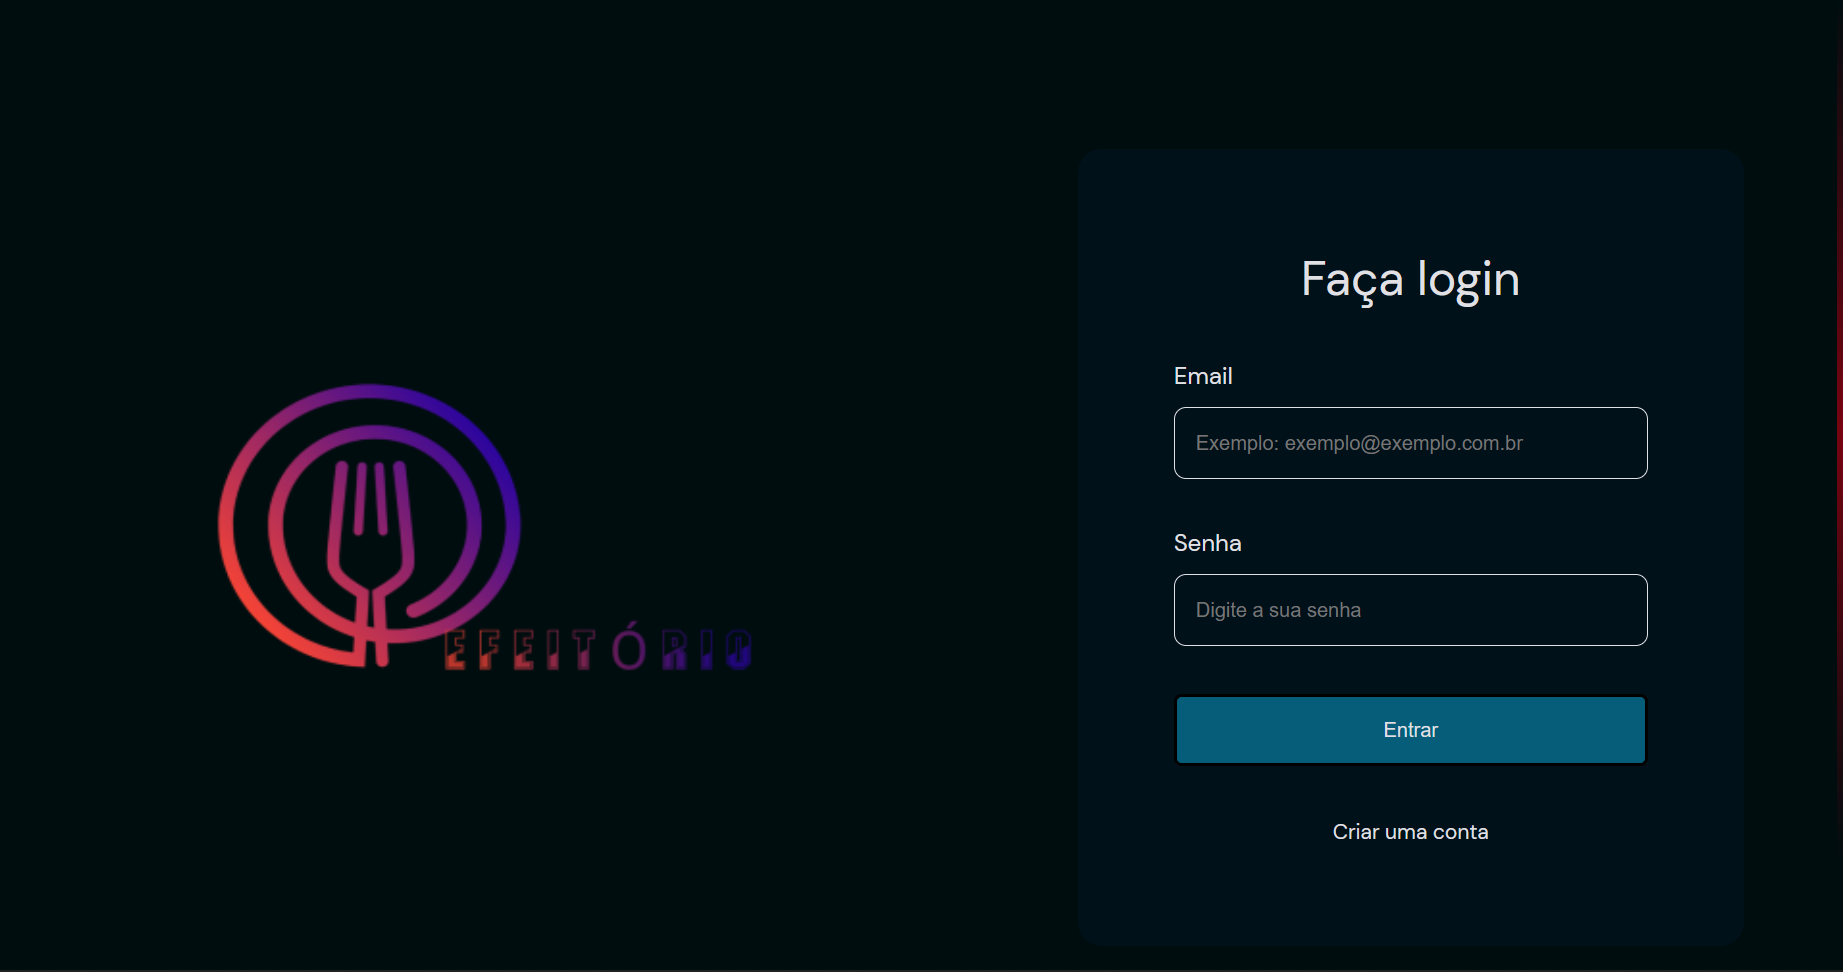 EFEITÓRIO
Faça login
Email
Exemplo: exemplo@exemplo.com.br
Senha
Digite a sua senha
Entrar
Criar uma conta